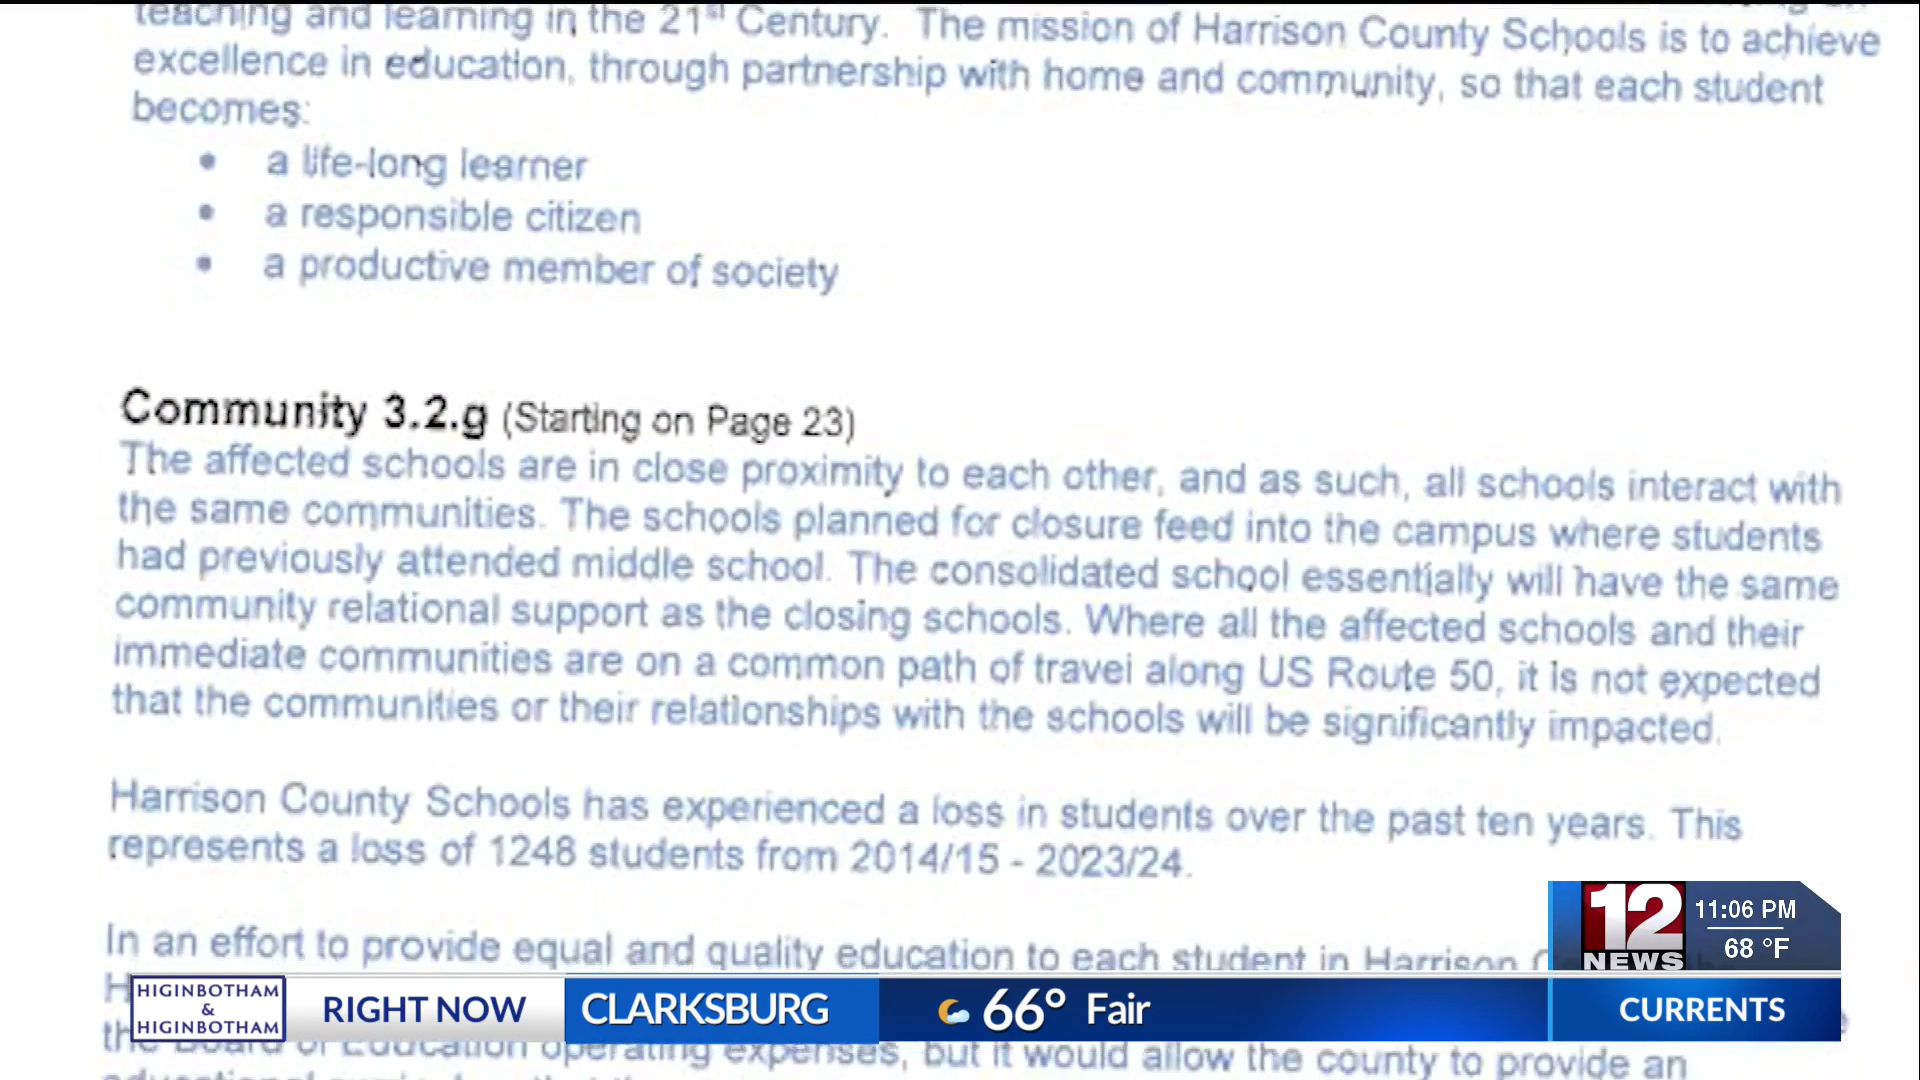 teaching and learning in the 21st Century. The mission of Harrison County Schools is to achieve
excellence in education, through partnership with home and community, so that each student
becomes:
• a life-long learner
• a responsible citizen
• a productive member of society
Community 3.2.g (Starting on Page 23)
The affected schools are in close proximity to each other, and as such, all schools interact with
the same communities. The schools planned for closure feed into the campus where students
had previously attended middle school. The consolidated school essentially will have the same
community relational support as the closing schools. Where all the affected schools and their
immediate communities are on a common path of travel along US Route 50, it is not expected
that the communities or their relationships with the schools will be significantly impacted.
Harrison County Schools has experienced a loss in students over the past ten years. This
represents a loss of 1248 students from 2014/15 - 2023/24.
In an effort to provide equal and quality education to each student in Harrison
the Board of Education operating expenses, but it would allow the county to provide an
12
NEWS
11:06 PM
68 °F
HIGINBOTHAM
&
HIGINBOTHAM
RIGHT NOW
CLARKSBURG
66° Fair
CURRENTS